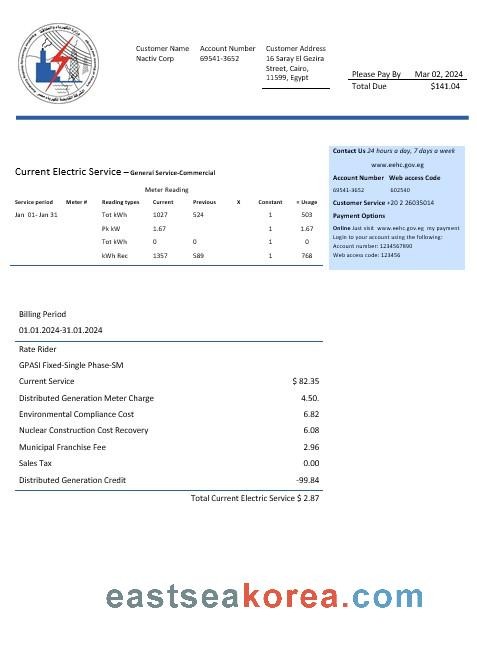 Customer Name Account Number Customer Address
Nactiv Corp 69541-3652 16 Saray El Gezira
Street, Cairo,
11599, Egypt
Please Pay By Mar 02, 2024
Total Due $141.04
Contact Us 24 hours a day, 7 days a week
www.eehc.gov.eg
Account Number Web access Code
69541-3652 602540
Customer Service +20 2 26035014
Payment Options
Online Just visit www.eehc.gov.eg my payment
Login to your account using the following:
Account number: 1234567890
Web access code: 123456
Current Electric Service – General Service-Commercial
Meter Reading
Service period Meter # Reading types Current Previous X Constant = Usage
Jan 01- Jan 31 Tot kWh 1027 524 1 503
Pk kW 1.67 1 1.67
Tot kWh 0 0 1 0
kWh Rec 1357 589 1 768
Billing Period
01.01.2024-31.01.2024
Rate Rider
GPASI Fixed-Single Phase-SM
Current Service $ 82.35
Distributed Generation Meter Charge 4.50.
Environmental Compliance Cost 6.82
Nuclear Construction Cost Recovery 6.08
Municipal Franchise Fee 2.96
Sales Tax 0.00
Distributed Generation Credit -99.84
Total Current Electric Service $ 2.87
eastseakorea.com